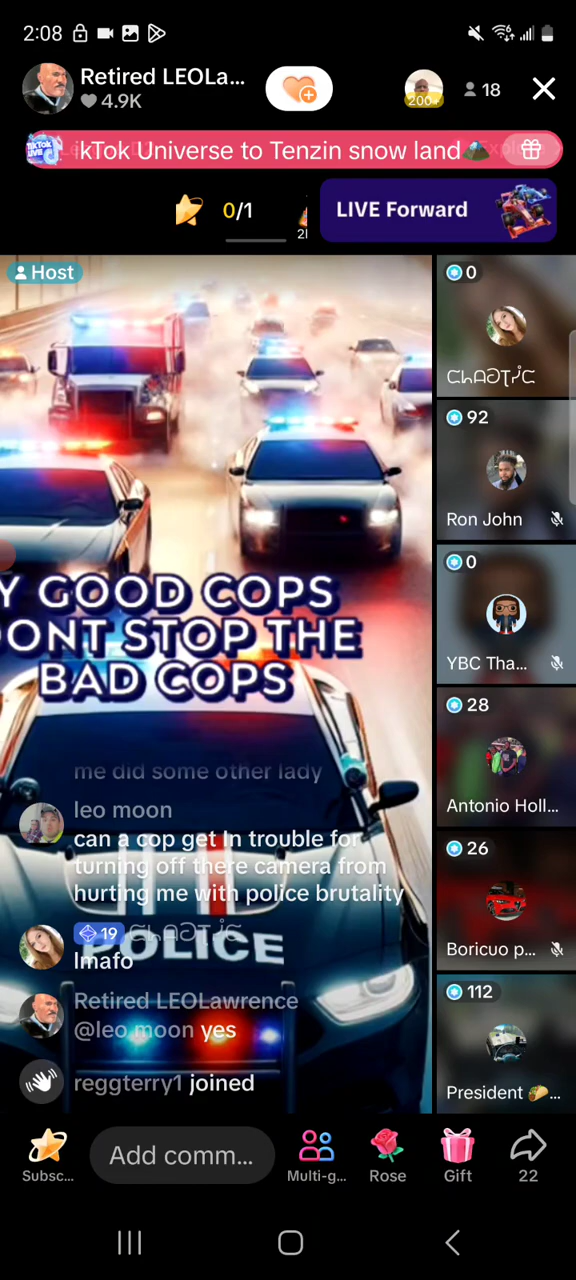 2:08
Retired LEOLa...
4.9K
200+
18
ikTok Universe to Tenzin snow land
0/1
LIVE Forward
Host
0
92
Ron John
0
YBC Tha...
28
Antonio Holl...
26
Boricuo p...
112
President 🌮...
Y GOOD COPS
DONT STOP THE
BAD COPS
POLICE
me did some other lady
leo moon
can a cop get In trouble for
turning off there camera from
hurting me with police brutality
19
lmafo
Retired LEOLawrence
@leo moon yes
reggterry1 joined
Subsc...
Add comm...
Multi-g...
Rose
Gift
22